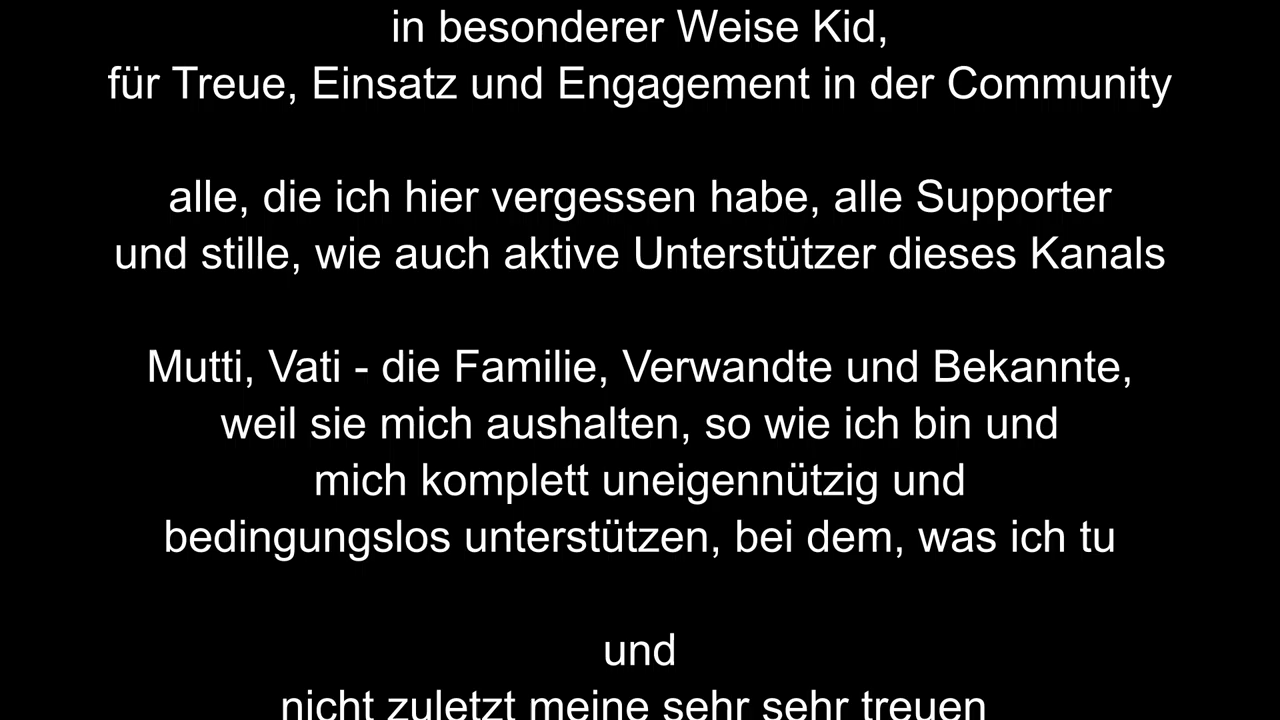 in besonderer Weise Kid,
für Treue, Einsatz und Engagement in der Community
alle, die ich hier vergessen habe, alle Supporter
und stille, wie auch aktive Unterstützer dieses Kanals
Mutti, Vati - die Familie, Verwandte und Bekannte,
weil sie mich aushalten, so wie ich bin und
mich komplett uneigennützig und
bedingungslos unterstützen, bei dem, was ich tu
und
nicht zuletzt meine sehr sehr treuen